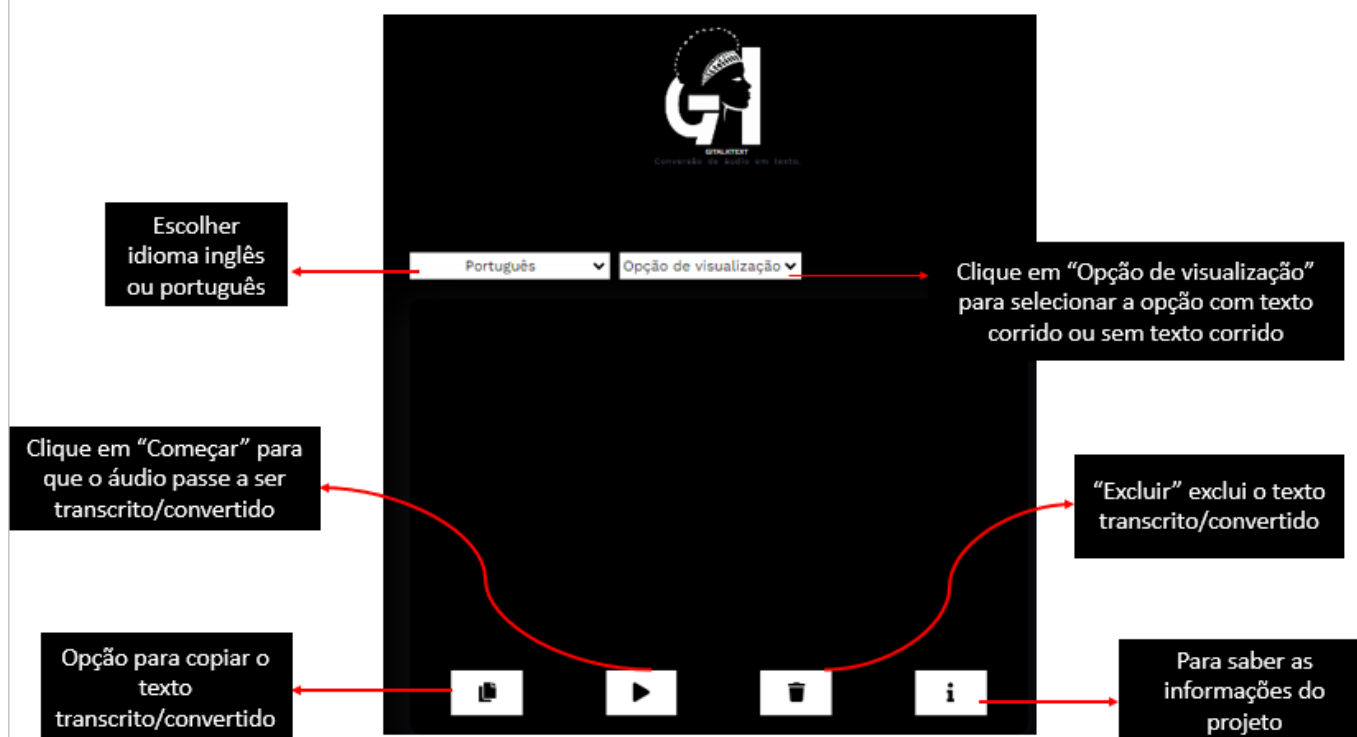 GITALKTEXT
Conversão de áudio em texto.
Escolher
idioma inglês
ou português
Português
Opção de visualização
Clique em “Opção de visualização”
para selecionar a opção com texto
corrido ou sem texto corrido
Clique em “Começar” para
que o áudio passe a ser
transcrito/convertido
“Excluir” exclui o texto
transcrito/convertido
Opção para copiar o
texto
transcrito/convertido
Para saber as
informações do
projeto